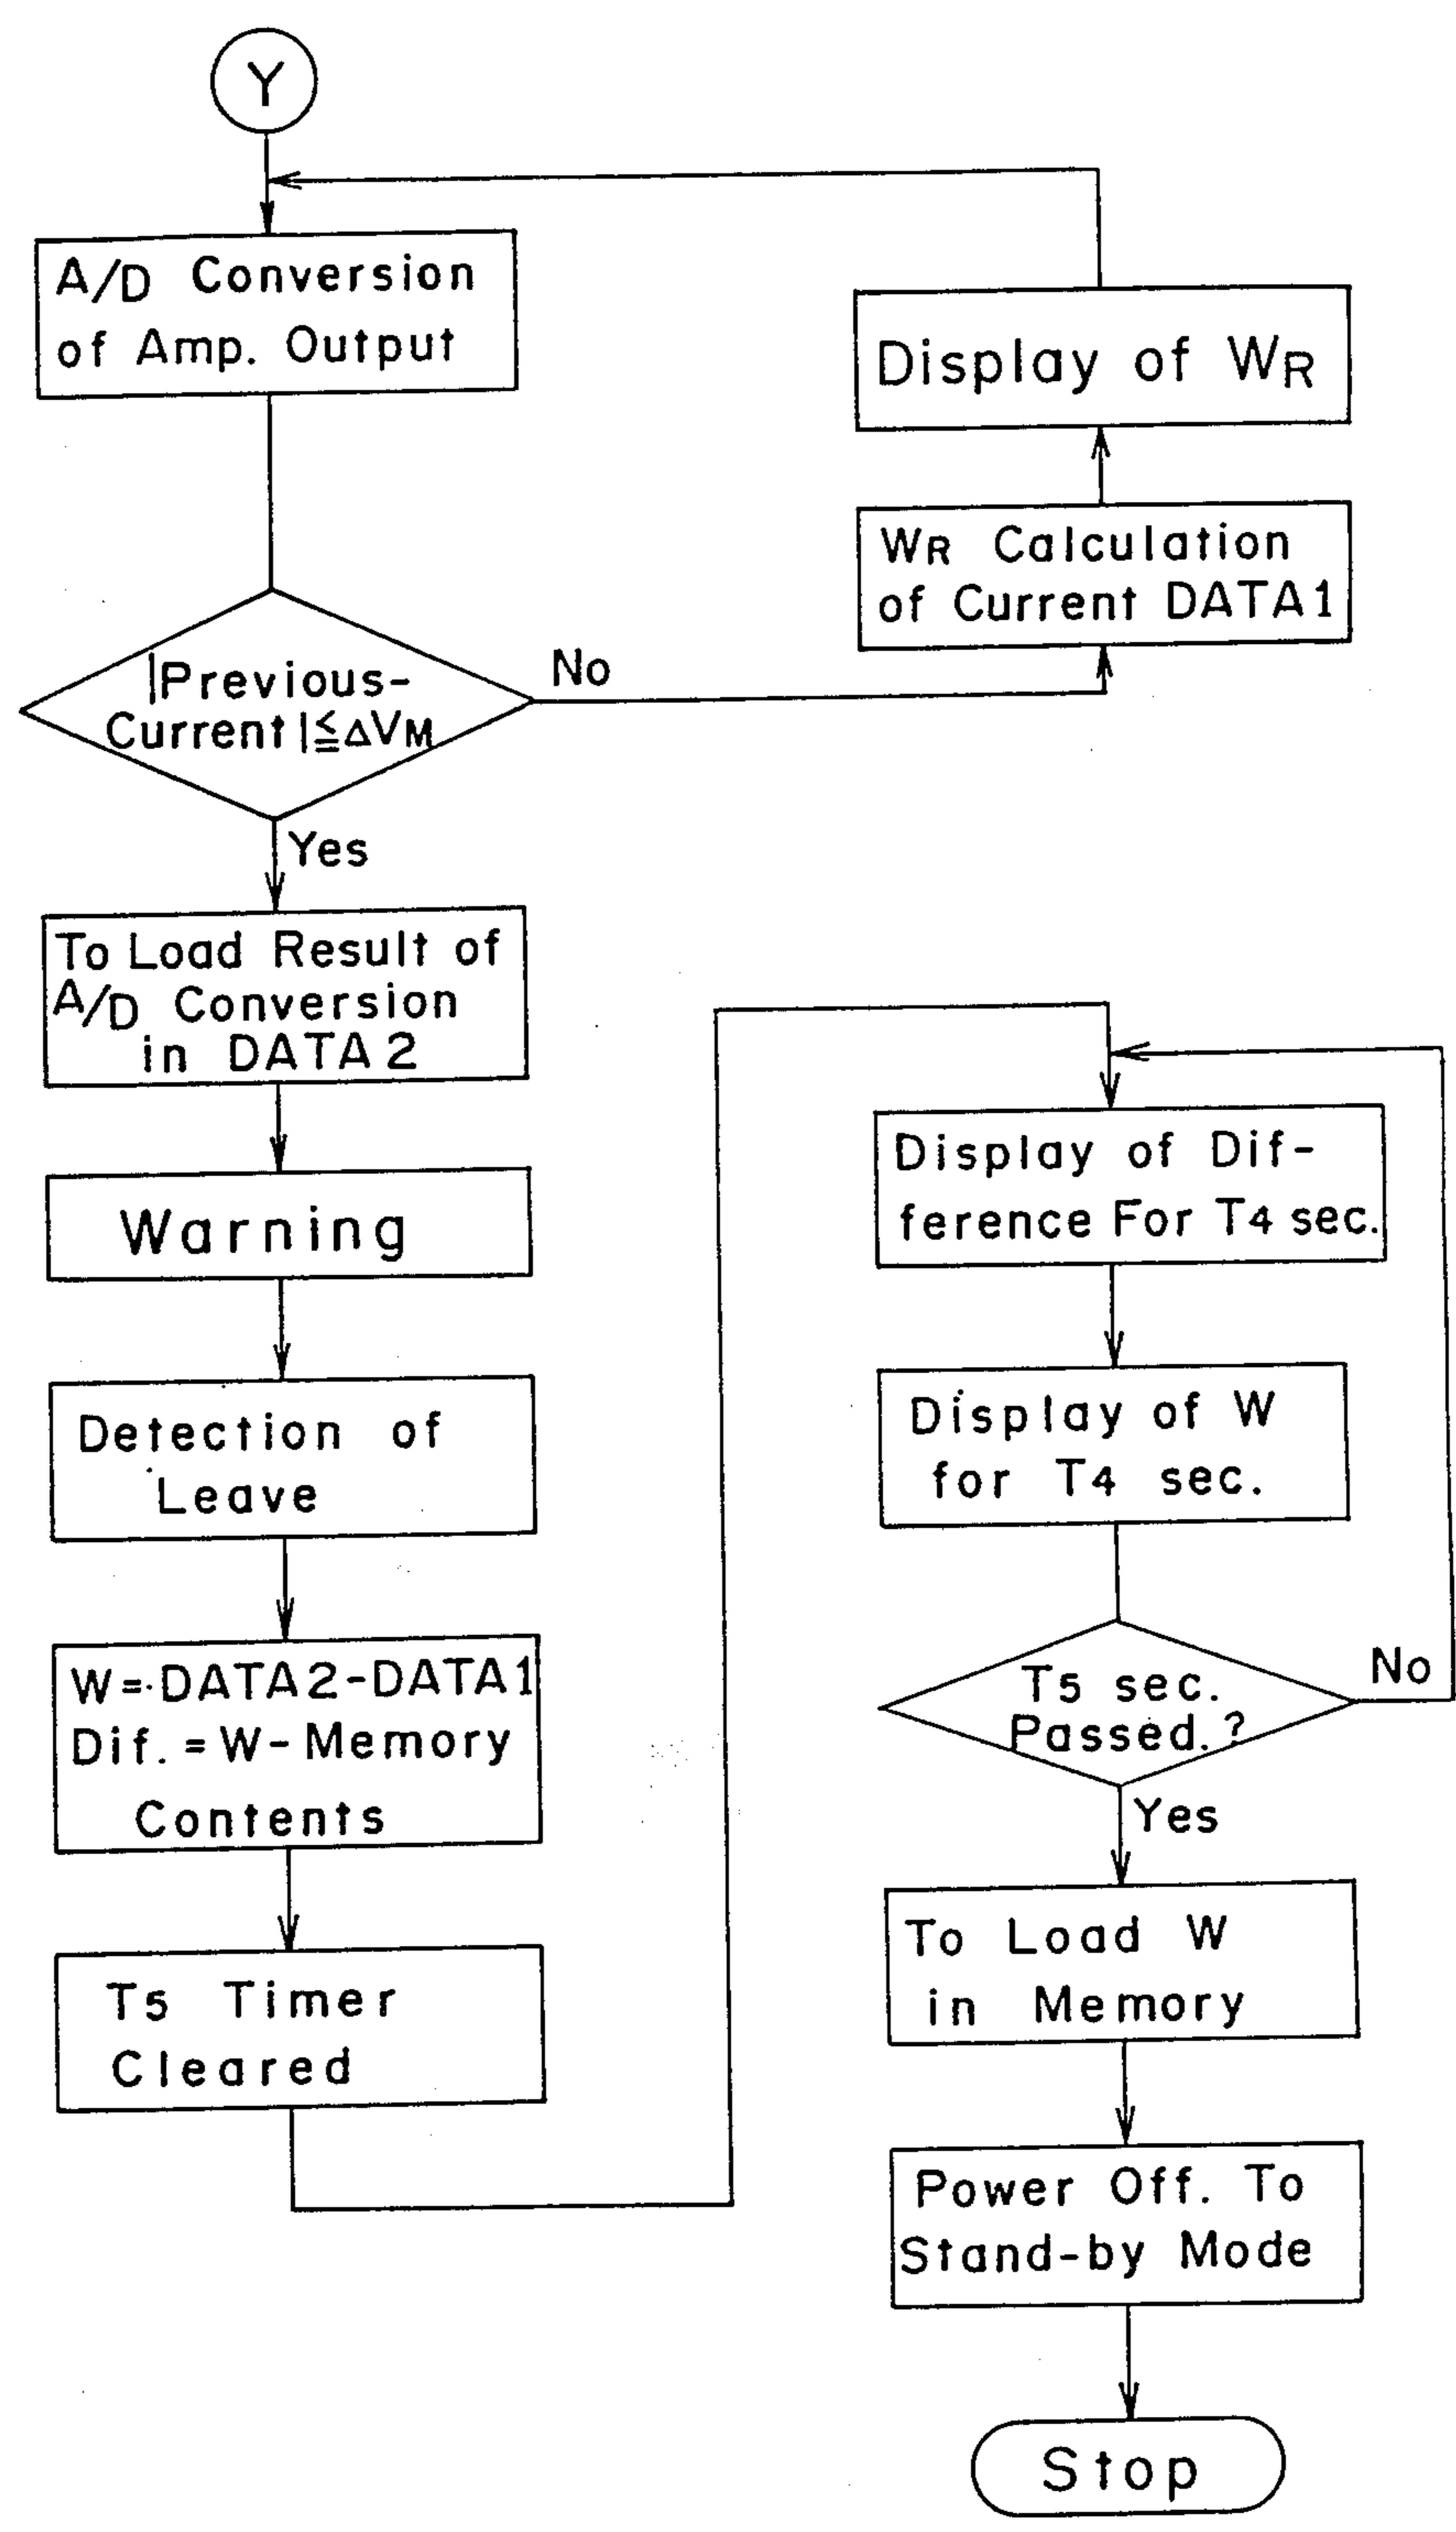 Y
A/D Conversion
of Amp. Output
|Previous-
Current|≦ΔVM
No
Yes
Display of WR
WR Calculation
of Current DATA1
To Load Result of
A/D Conversion
in DATA2
Warning
Detection of
Leave
W=DATA2-DATA1
Dif.=W-Memory
Contents
T5 Timer
Cleared
Display of Dif-
ference For T4 sec.
Display of W
for T4 sec.
T5 sec.
Passed.?
No
Yes
To Load W
in Memory
Power Off. To
Stand-by Mode
Stop